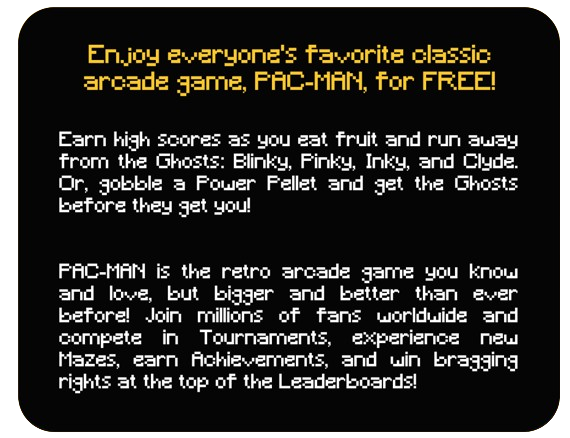 Enjoy everyone's favorite classic
arcade game, PAC-MAN, for FREE!
Earn high scores as you eat fruit and run away
from the Ghosts: Blinky, Pinky, Inky, and Clyde.
Or, gobble a Power Pellet and get the Ghosts
before they get you!
PAC-MAN is the retro arcade game you know
and love, but bigger and better than ever
before! Join millions of fans worldwide and
compete in Tournaments, experience new
Mazes, earn Achievements, and win bragging
rights at the top of the Leaderboards!